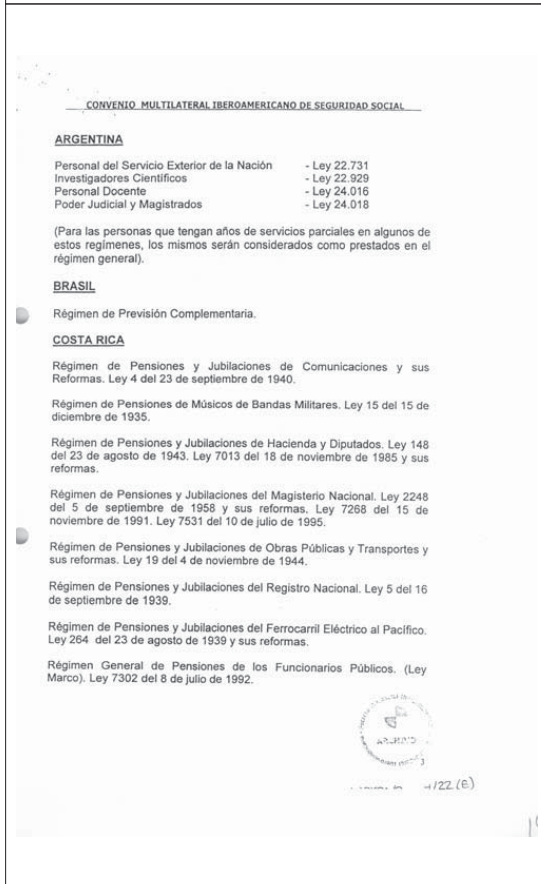 CONVENIO MULTILATERAL IBEROAMERICANO DE SEGURIDAD SOCIAL
ARGENTINA
Personal del Servicio Exterior de la Nación - Ley 22.731
Investigadores Científicos - Ley 22.929
Personal Docente - Ley 24.016
Poder Judicial y Magistrados - Ley 24.018
(Para las personas que tengan años de servicios parciales en algunos de
estos regímenes, los mismos serán considerados como prestados en el
régimen general).
BRASIL
Régimen de Previsión Complementaria.
COSTA RICA
Régimen de Pensiones y Jubilaciones de Comunicaciones y sus
Reformas. Ley 4 del 23 de septiembre de 1940.
Régimen de Pensiones de Músicos de Bandas Militares. Ley 15 del 15 de
diciembre de 1935.
Régimen de Pensiones y Jubilaciones de Hacienda y Diputados. Ley 148
del 23 de agosto de 1943. Ley 7013 del 18 de noviembre de 1985 y sus
reformas.
Régimen de Pensiones y Jubilaciones del Magisterio Nacional. Ley 2248
del 5 de septiembre de 1958 y sus reformas. Ley 7268 del 15 de
noviembre de 1991. Ley 7531 del 10 de julio de 1995.
Régimen de Pensiones y Jubilaciones de Obras Públicas y Transportes y
sus reformas. Ley 19 del 4 de noviembre de 1944.
Régimen de Pensiones y Jubilaciones del Registro Nacional. Ley 5 del 16
de septiembre de 1939.
Régimen de Pensiones y Jubilaciones del Ferrocarril Eléctrico al Pacífico.
Ley 264 del 23 de agosto de 1939 y sus reformas.
Régimen General de Pensiones de los Funcionarios Públicos. (Ley
Marco). Ley 7302 del 8 de julio de 1992.
/22 (E)